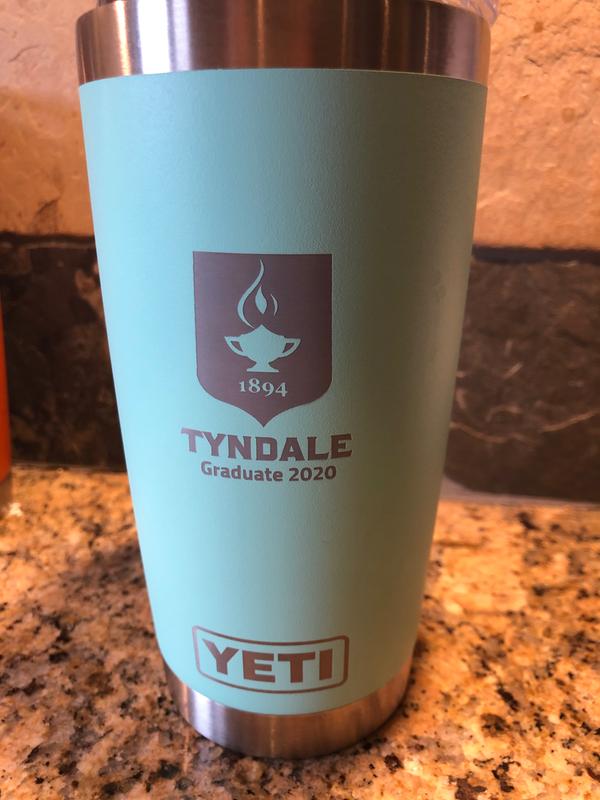 1894
TYNDALE
Graduate 2020
YETI